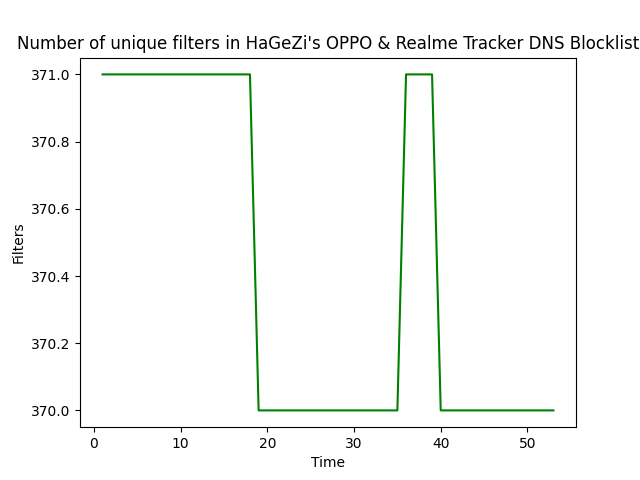 Number of unique filters in HaGeZi's OPPO & Realme Tracker DNS Blocklist
371.0
370.8
370.6
370.4
370.2
370.0
Filters
0 10 20 30 40 50
Time